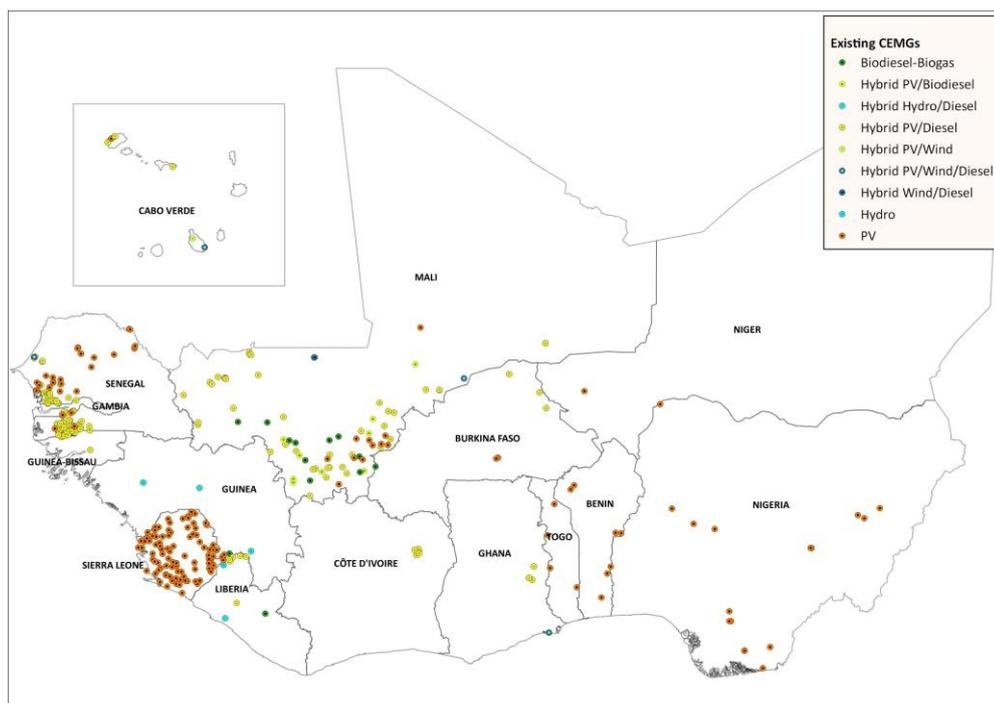 Existing CEMGs
Biodiesel-Biogas
Hybrid PV/Biodiesel
Hybrid Hydro/Diesel
Hybrid PV/Diesel
Hybrid PV/Wind
Hybrid PV/Wind/Diesel
Hybrid Wind/Diesel
Hydro
PV
CABO VERDE
MALI
NIGER
SENEGAL
GAMBIA
BURKINA FASO
GUINEA-BISSAU
GUINEA
BENIN
NIGERIA
TOGO
GHANA
CÔTE D'IVOIRE
SIERRA LEONE
LIBERIA